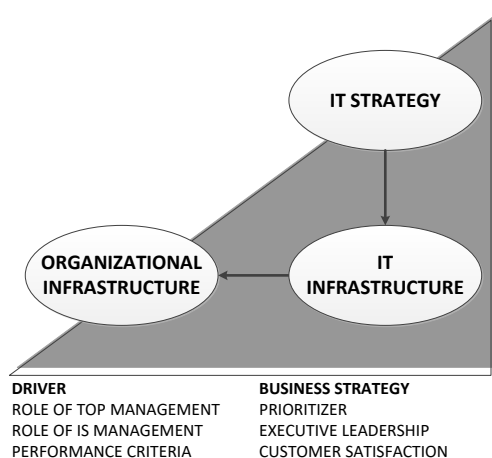 IT STRATEGY
ORGANIZATIONAL
INFRASTRUCTURE
IT
INFRASTRUCTURE
DRIVER BUSINESS STRATEGY
ROLE OF TOP MANAGEMENT PRIORITIZER
ROLE OF IS MANAGEMENT EXECUTIVE LEADERSHIP
PERFORMANCE CRITERIA CUSTOMER SATISFACTION